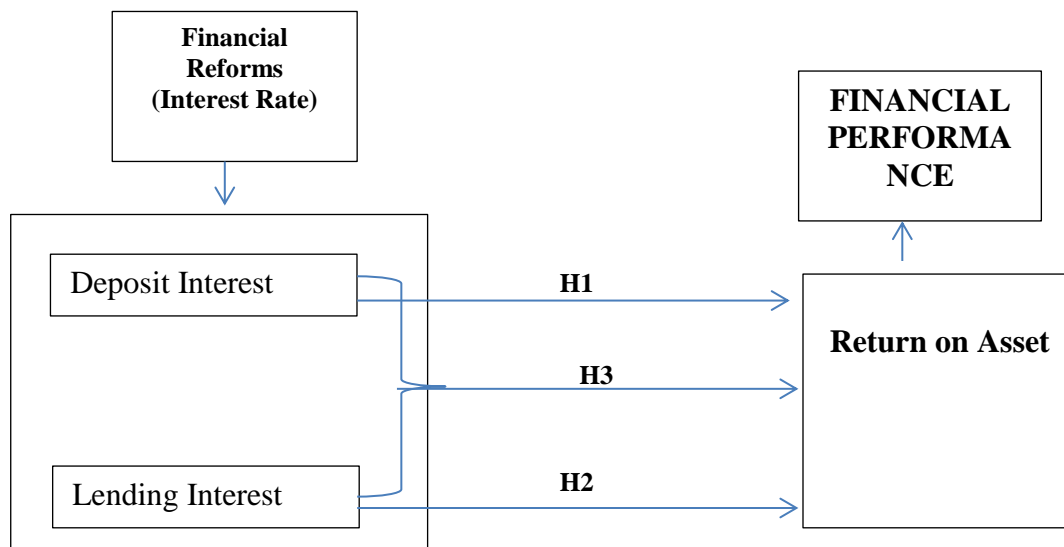 Financial
Reforms
(Interest Rate)
FINANCIAL
PERFORMA
NCE
Deposit Interest
H1
Return on Asset
H3
Lending Interest
H2